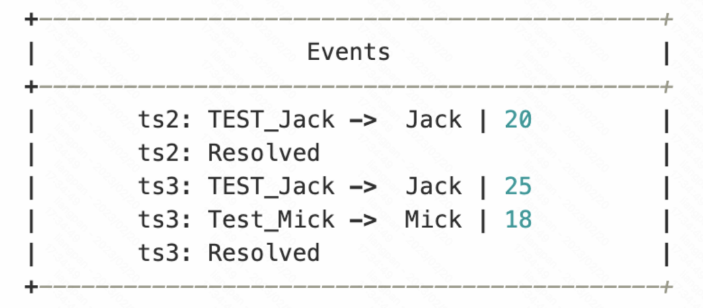 Events
ts2: TEST_Jack -> Jack | 20
ts2: Resolved
ts3: TEST_Jack -> Jack | 25
ts3: Test_Mick -> Mick | 18
ts3: Resolved